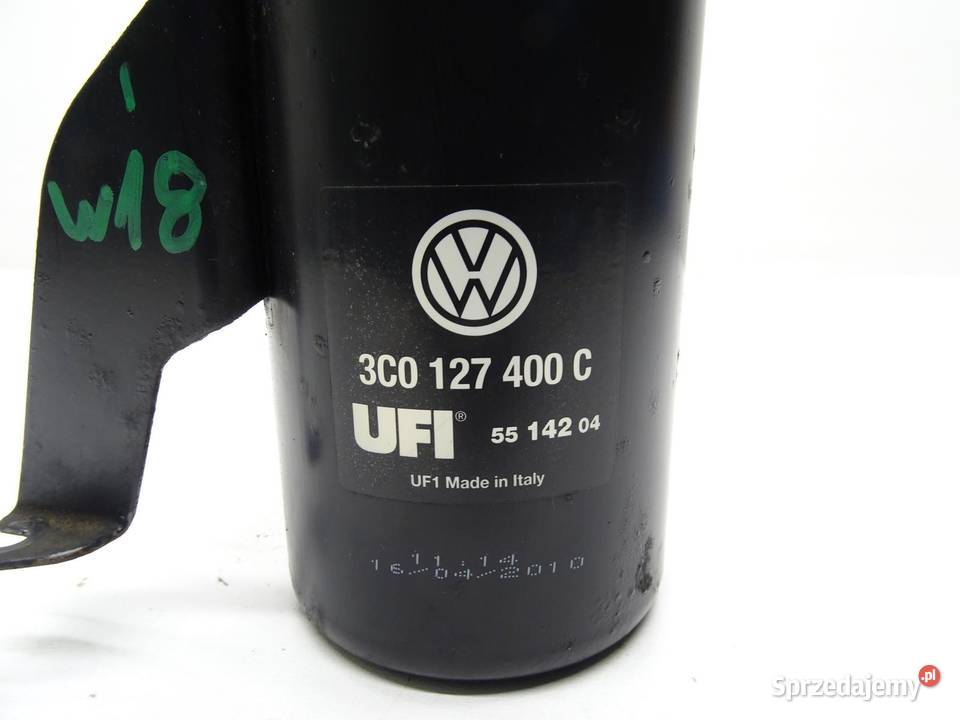 w18
VW
3C0 127 400 C
UFI® 55 142 04
UF1 Made in Italy
11:14
16/04/2010
Sprzedajemy.pl